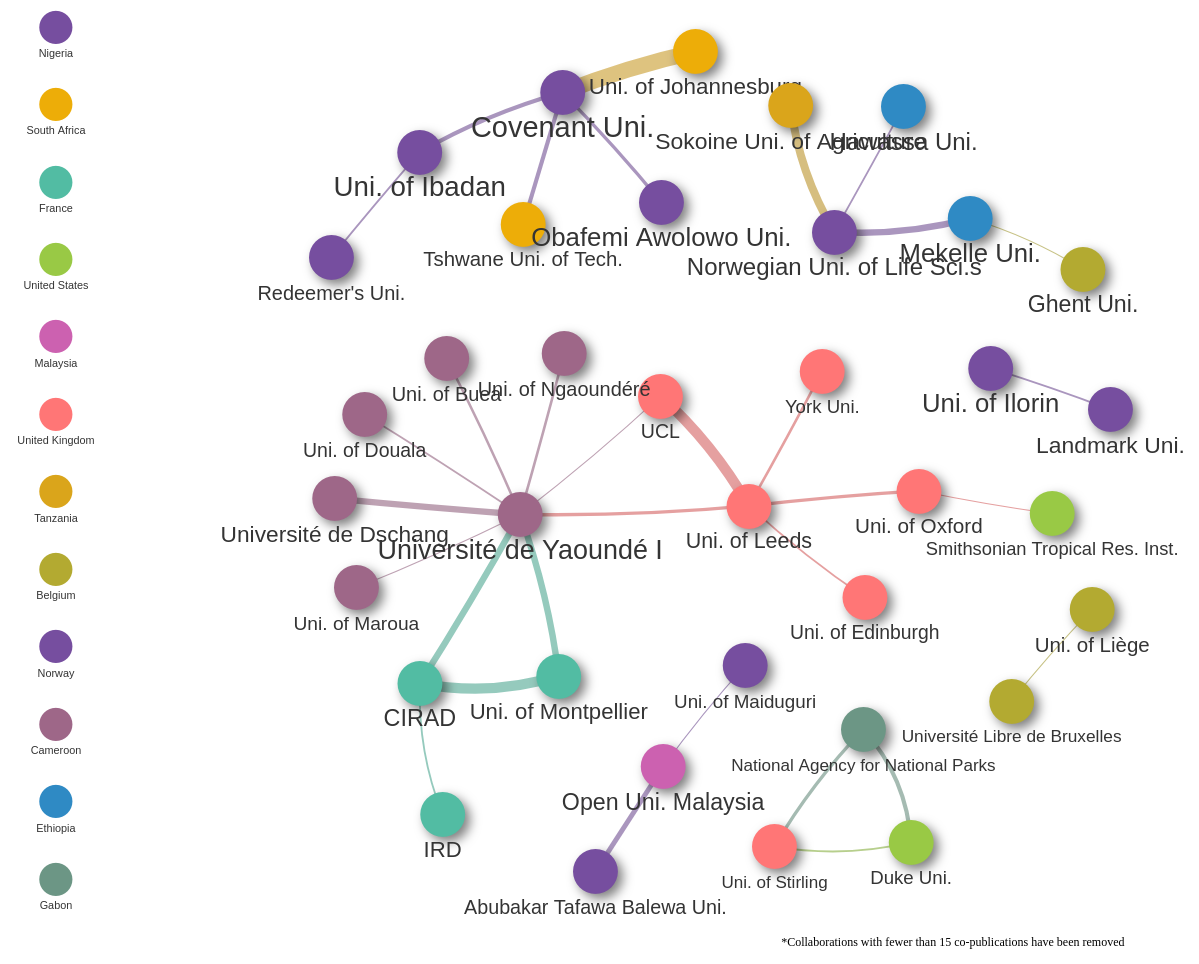 Nigeria
South Africa
France
United States
Malaysia
United Kingdom
Tanzania
Belgium
Norway
Cameroon
Ethiopia
Gabon
Uni. of Johannesburg
Covenant Uni.
Sokoine Uni. of Agriculture
Hawassa Uni.
Uni. of Ibadan
Obafemi Awolowo Uni.
Tshwane Uni. of Tech.
Norwegian Uni. of Life Sci.s
Mekelle Uni.
Redeemer's Uni.
Ghent Uni.
Uni. of Buea
Uni. of Ngaoundéré
UCL
York Uni.
Uni. of Ilorin
Landmark Uni.
Uni. of Douala
Université de Dschang
Université de Yaoundé I
Uni. of Leeds
Uni. of Oxford
Smithsonian Tropical Res. Inst.
Uni. of Maroua
Uni. of Edinburgh
Uni. of Liège
CIRAD
Uni. of Montpellier
Uni. of Maiduguri
Université Libre de Bruxelles
National Agency for National Parks
Open Uni. Malaysia
IRD
Uni. of Stirling
Duke Uni.
Abubakar Tafawa Balewa Uni.
*Collaborations with fewer than 15 co-publications have been removed